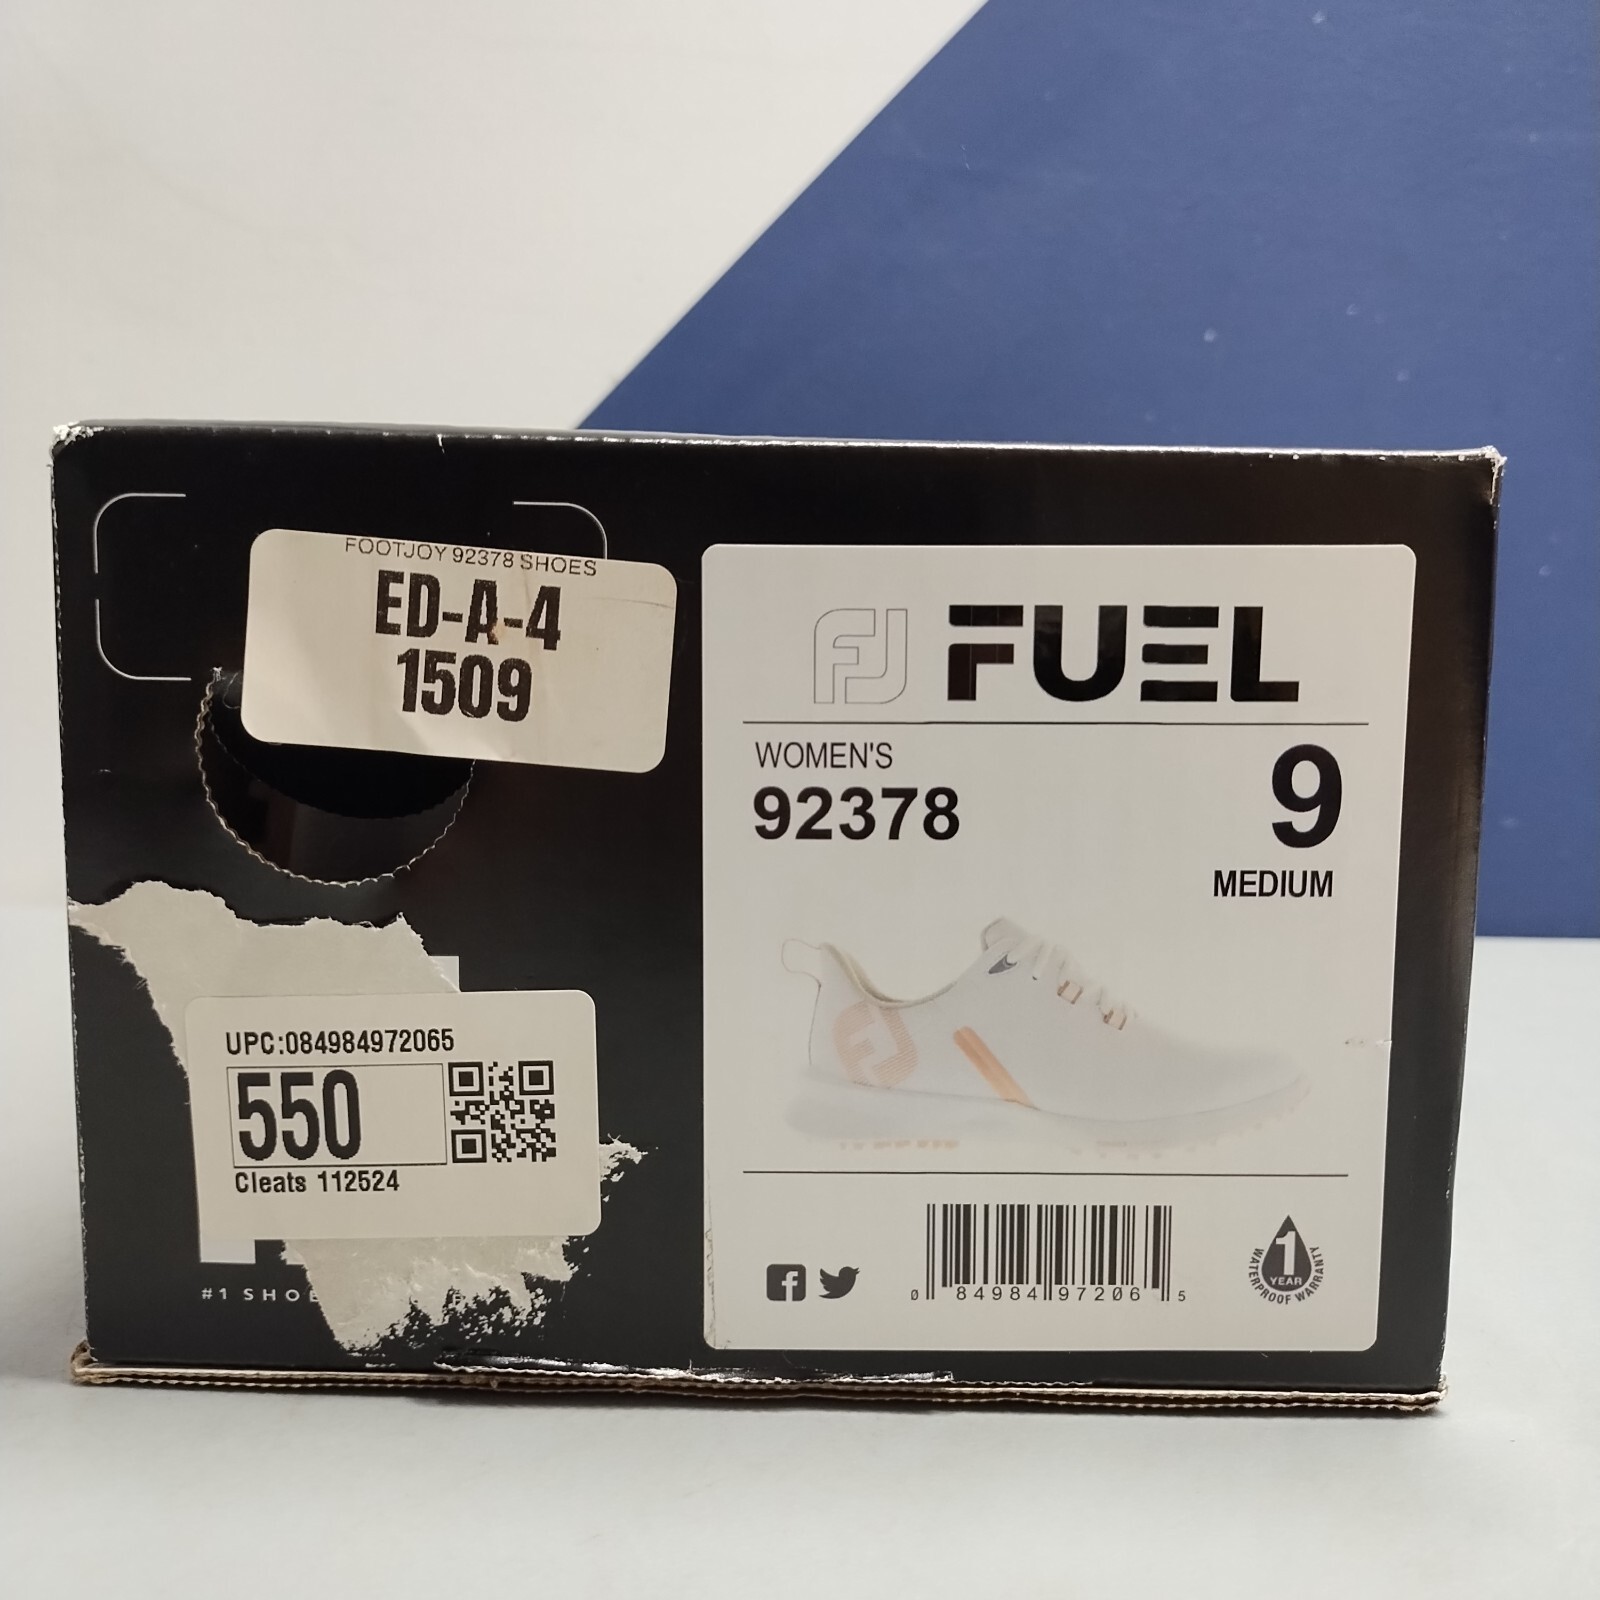 FOOTJOY 92378 SHOES
ED-A-4
1509
FJ FUEL
WOMEN'S
92378
9
MEDIUM
FJ
UPC:084984972065
550
Cleats 112524
#1 SHOE
0 84984 97206 5
1
YEAR
WATERPROOF WARRANTY